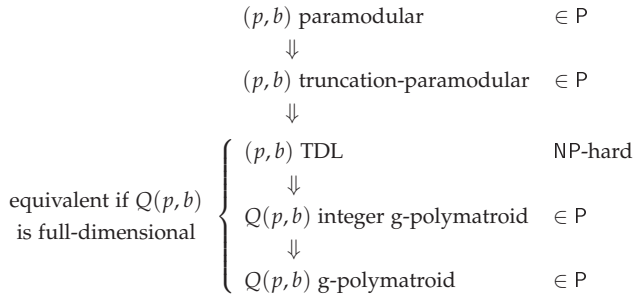 (p, b) paramodular ∈ P
⇓
(p, b) truncation-paramodular ∈ P
⇓
(p, b) TDL NP-hard
⇓
equivalent if Q(p, b)
is full-dimensional
Q(p, b) integer g-polymatroid ∈ P
⇓
Q(p, b) g-polymatroid ∈ P